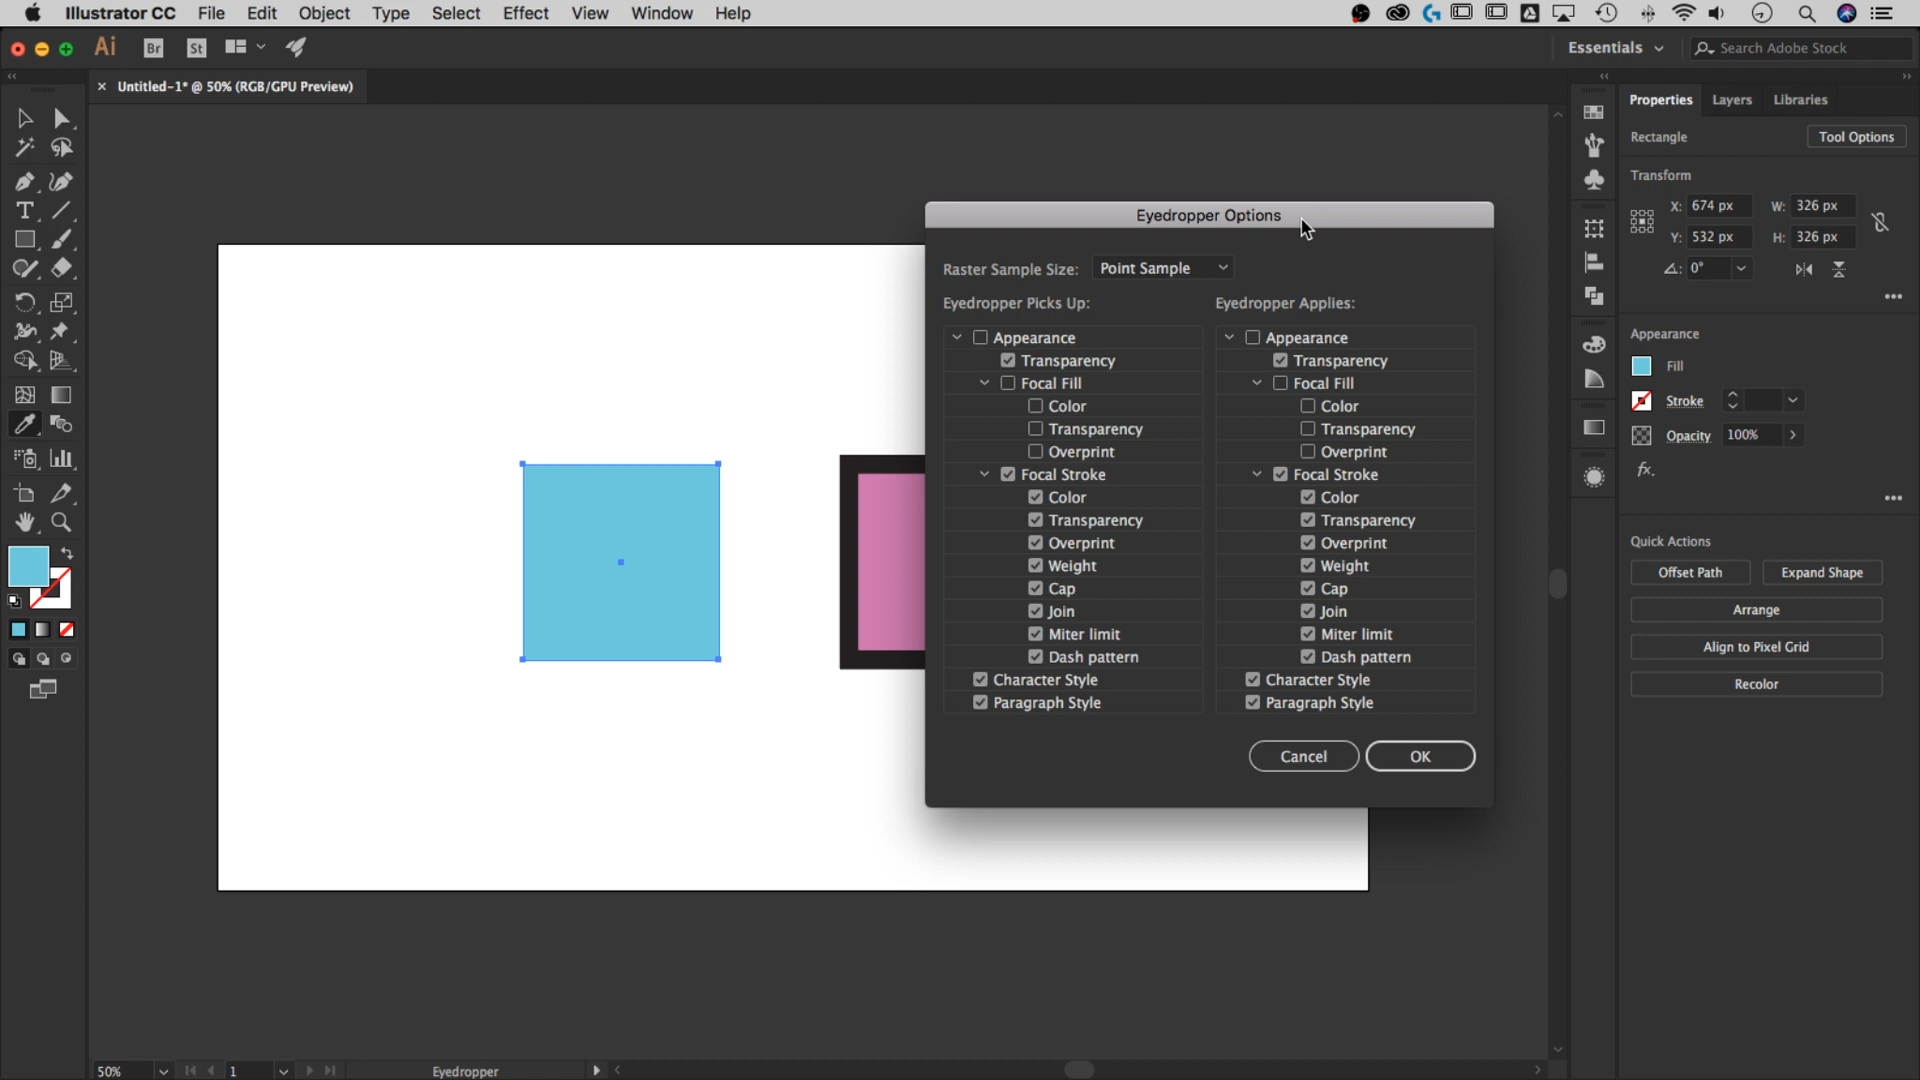 Illustrator CC File Edit Object Type Select Effect View Window Help
Ai Br St Essentials Search Adobe Stock
× Untitled-1* @ 50% (RGB/GPU Preview)
Properties Layers Libraries
Rectangle Tool Options
Transform
X: 674 px W: 326 px
Y: 532 px H: 326 px
0°
Appearance
Fill
Stroke
Opacity 100%
fx.
Quick Actions
Offset Path Expand Shape
Arrange
Align to Pixel Grid
Recolor
Eyedropper Options
Raster Sample Size: Point Sample
Eyedropper Picks Up: Eyedropper Applies:
Appearance Appearance
Transparency Transparency
Focal Fill Focal Fill
Color Color
Transparency Transparency
Overprint Overprint
Focal Stroke Focal Stroke
Color Color
Transparency Transparency
Overprint Overprint
Weight Weight
Cap Cap
Join Join
Miter limit Miter limit
Dash pattern Dash pattern
Character Style Character Style
Paragraph Style Paragraph Style
Cancel OK
50% 1 Eyedropper